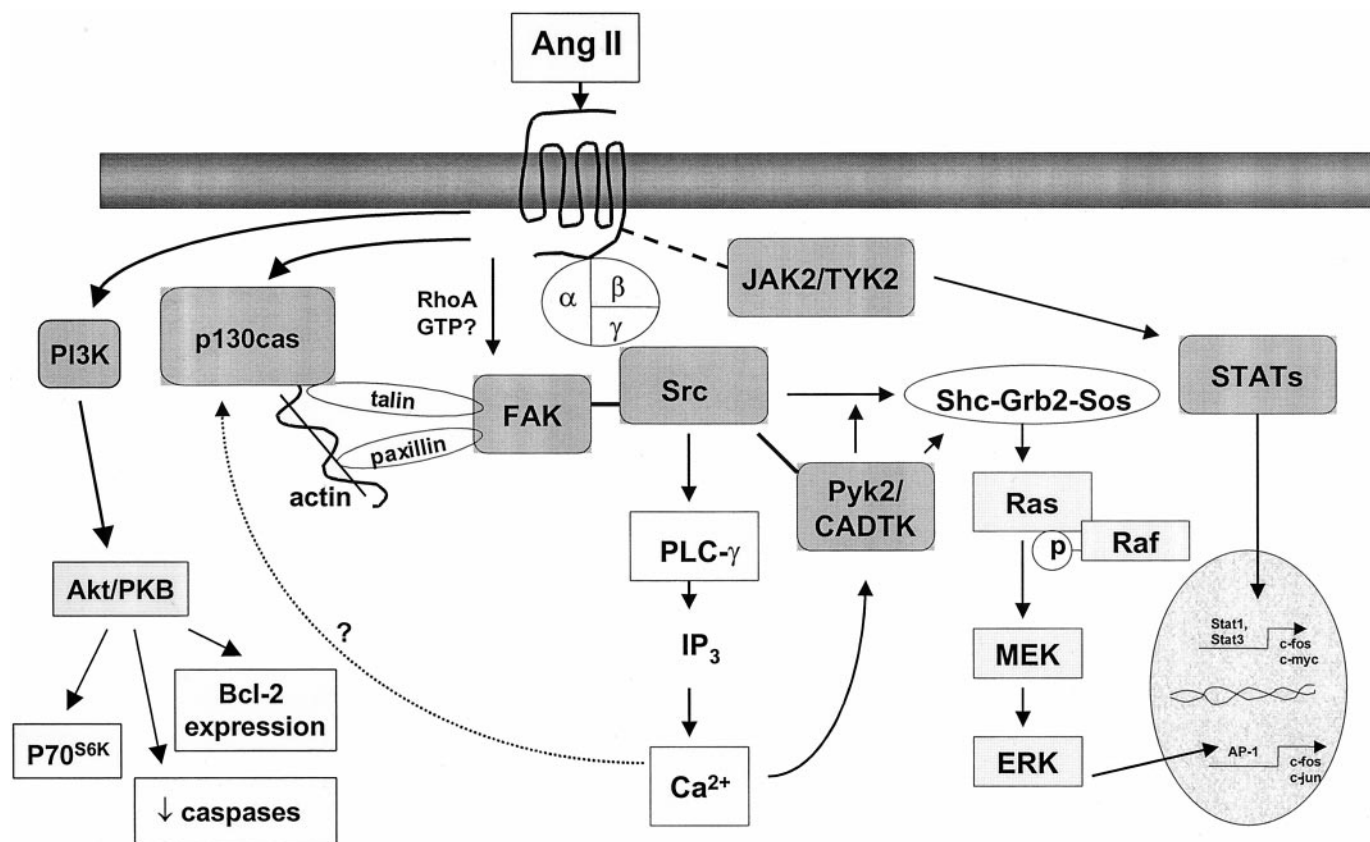 Ang II
JAK2/TYK2
α
β
γ
RhoA
GTP?
PI3K
p130cas
talin
paxillin
actin
FAK
Src
Shc-Grb2-Sos
STATs
Pyk2/
CADTK
Ras
p
Raf
PLC-γ
Akt/PKB
?
IP3
MEK
Stat1,
Stat3
c-fos
c-myc
Bcl-2
expression
P70S6K
ERK
AP-1
c-fos
c-jun
Ca2+
↓ caspases